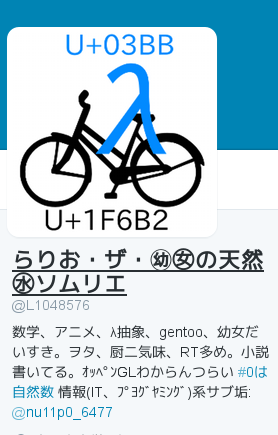 U+03BB
λ
U+1F6B2
らりお・ザ・㊛女の天然
㊌ソムリエ
@L1048576
数学、アニメ、λ抽象、gentoo、幼女だ
いすき。ヲタ、厨二気味、RT多め。小説
書いてる。ｵｯﾍﾟﾝGLわからんつらい #0は
自然数 情報(IT、ﾌﾟﾖｸﾞﾔﾐﾝｸﾞ)系サブ垢:
@nu11p0_6477